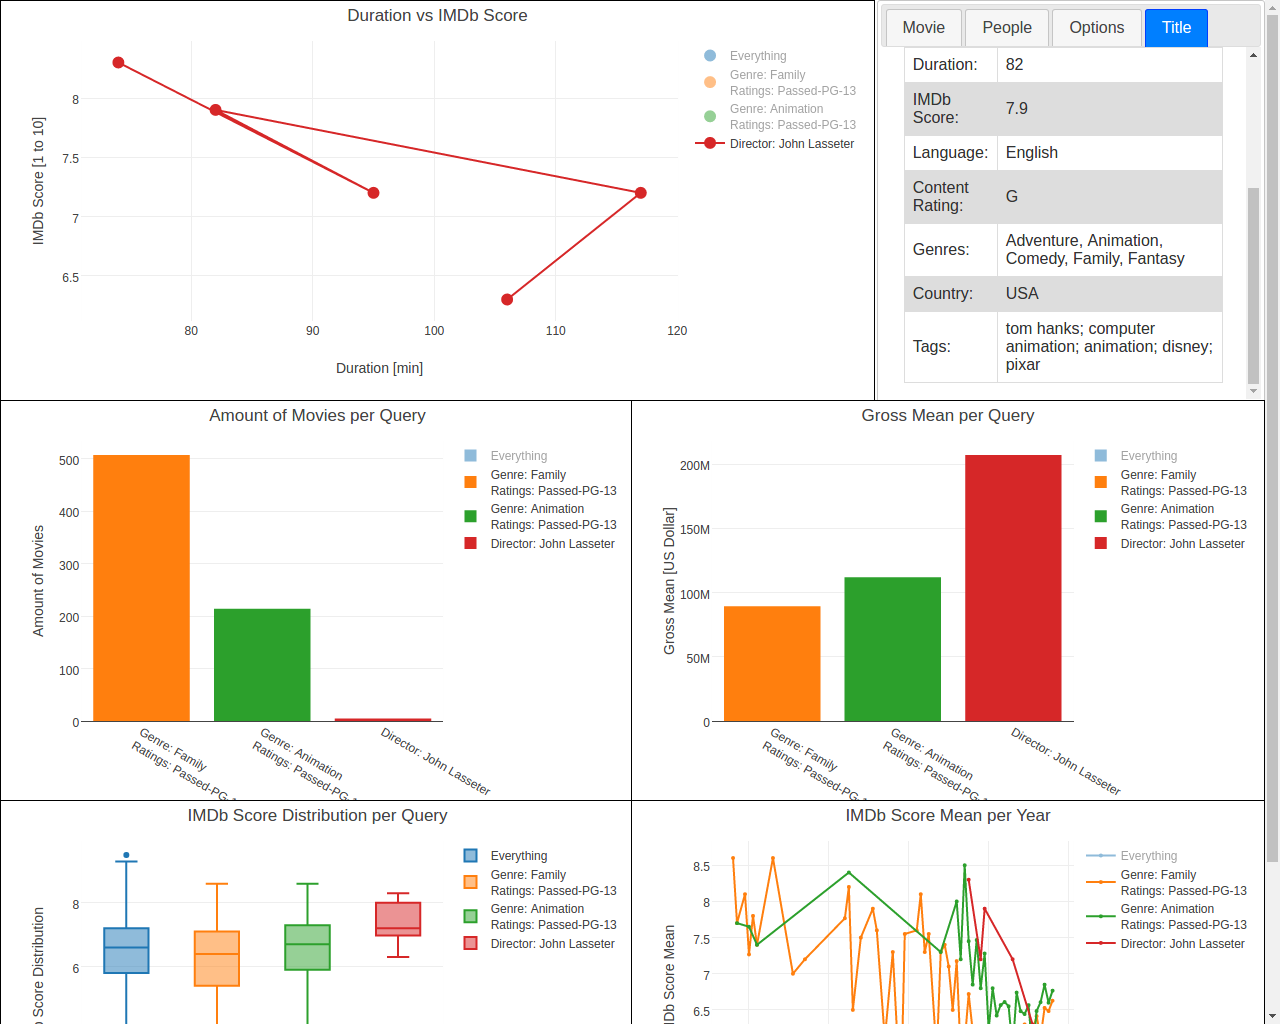 Duration vs IMDb Score
IMDb Score [1 to 10]
8
7.5
7
6.5
80
90
100
110
120
Duration [min]
Everything
Genre: Family
Ratings: Passed-PG-13
Genre: Animation
Ratings: Passed-PG-13
Director: John Lasseter
Movie People Options Title
Duration: 82
IMDb
Score: 7.9
Language: English
Content
Rating: G
Genres: Adventure, Animation,
Comedy, Family, Fantasy
Country: USA
Tags: tom hanks; computer
animation; animation; disney;
pixar
Amount of Movies per Query
Amount of Movies
500
400
300
200
100
0
Genre: Family
Ratings: Passed-PG-
Genre: Animation
Ratings: Passed-PG-
Director: John Lasseter
Everything
Genre: Family
Ratings: Passed-PG-13
Genre: Animation
Ratings: Passed-PG-13
Director: John Lasseter
Gross Mean per Query
Gross Mean [US Dollar]
200M
150M
100M
50M
0
Genre: Family
Ratings: Passed-PG-
Genre: Animation
Ratings: Passed-PG-
Director: John Lasseter
Everything
Genre: Family
Ratings: Passed-PG-13
Genre: Animation
Ratings: Passed-PG-13
Director: John Lasseter
IMDb Score Distribution per Query
b Score Distribution
8
6
Everything
Genre: Family
Ratings: Passed-PG-13
Genre: Animation
Ratings: Passed-PG-13
Director: John Lasseter
IMDb Score Mean per Year
IMDb Score Mean
8.5
8
7.5
7
6.5
Everything
Genre: Family
Ratings: Passed-PG-13
Genre: Animation
Ratings: Passed-PG-13
Director: John Lasseter